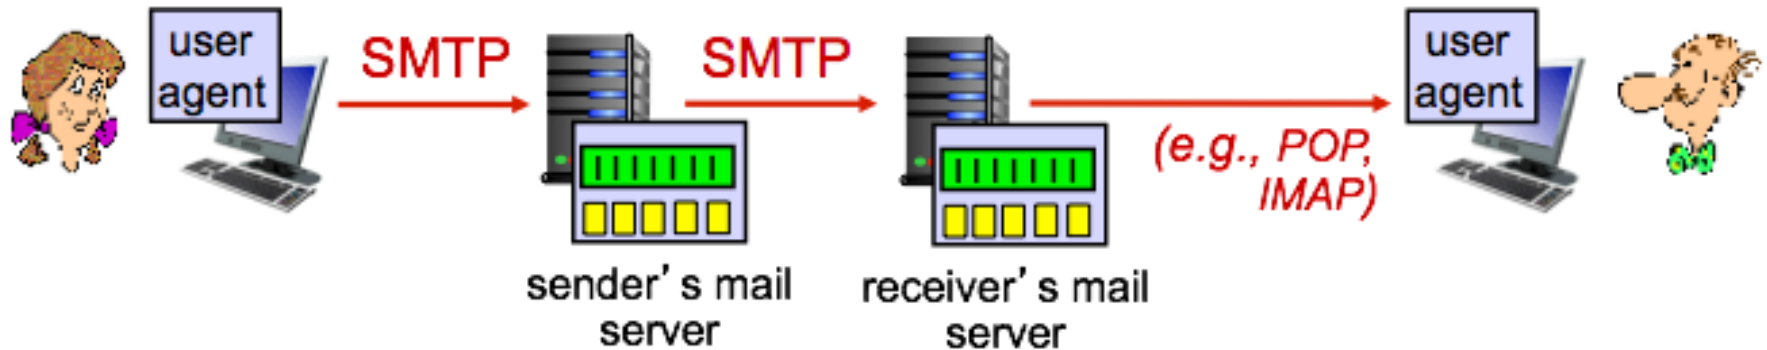 user
agent
SMTP
SMTP
(e.g., POP,
IMAP)
user
agent
sender’s mail
server
receiver’s mail
server